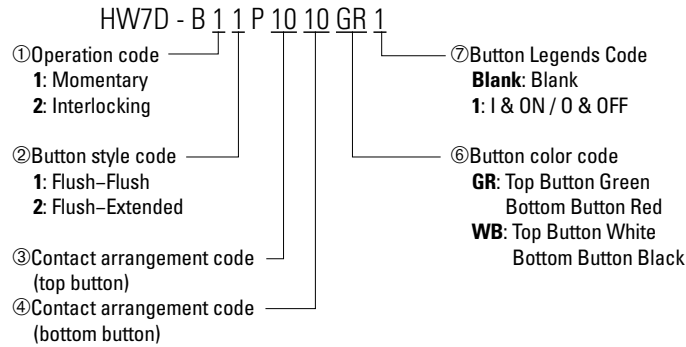 HW7D - B 1 1 P 10 10 GR 1
①Operation code
1: Momentary
2: Interlocking
②Button style code
1: Flush–Flush
2: Flush–Extended
③Contact arrangement code
(top button)
④Contact arrangement code
(bottom button)
⑦Button Legends Code
Blank: Blank
1: I & ON / O & OFF
⑥Button color code
GR: Top Button Green
Bottom Button Red
WB: Top Button White
Bottom Button Black